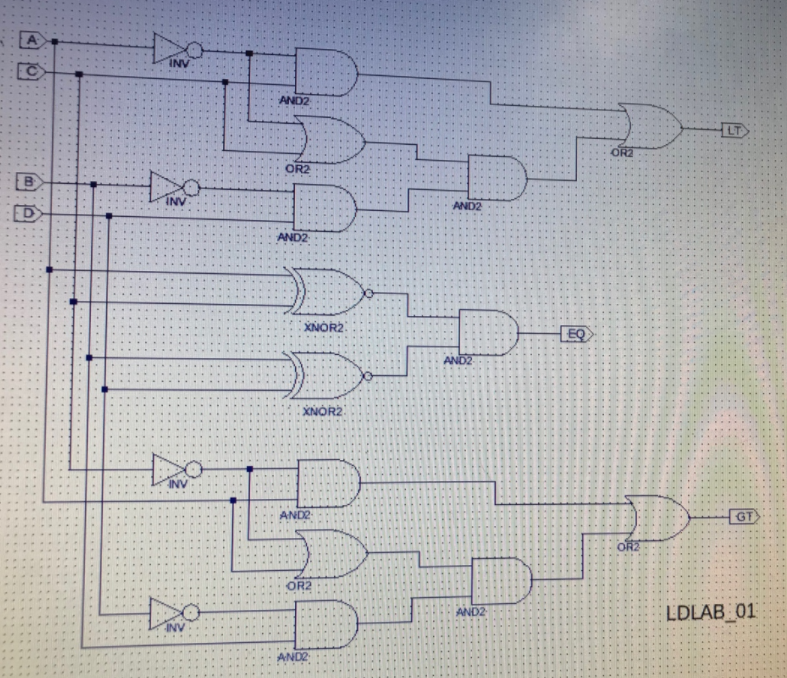 A
INV
C
AND2
LT
OR2
OR2
B
INV
AND2
D
AND2
XNOR2
EQ
AND2
XNOR2
INV
AND2
GT
OR2
OR2
INV
AND2
LDLAB_01
AND2